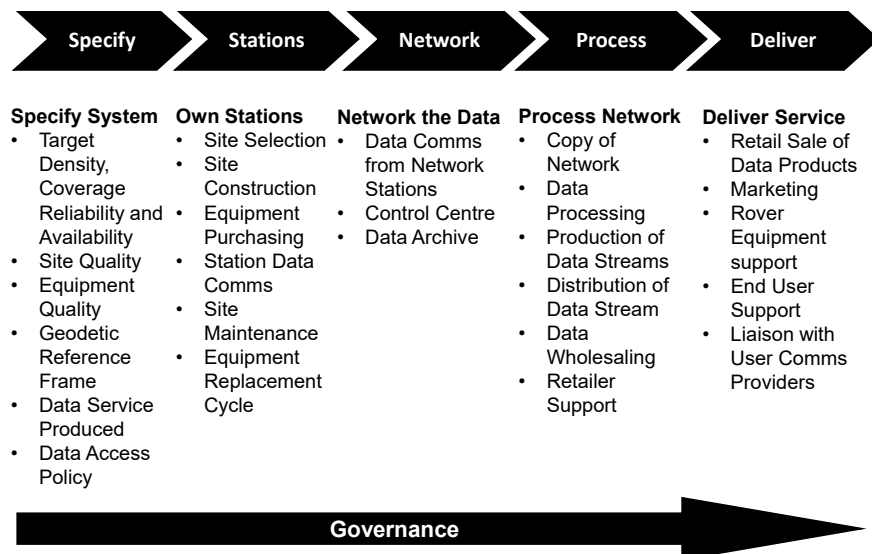 Specify
Stations
Network
Process
Deliver
Specify System
• Target
Density,
Coverage
Reliability and
Availability
• Site Quality
• Equipment
Quality
• Geodetic
Reference
Frame
• Data Service
Produced
• Data Access
Policy
Own Stations
• Site Selection
• Site
Construction
• Equipment
Purchasing
• Station Data
Comms
• Site
Maintenance
• Equipment
Replacement
Cycle
Network the Data
• Data Comms
from Network
Stations
• Control Centre
• Data Archive
Process Network
• Copy of
Network
• Data
Processing
• Production of
Data Streams
• Distribution of
Data Stream
• Data
Wholesaling
• Retailer
Support
Deliver Service
• Retail Sale of
Data Products
• Marketing
• Rover
Equipment
support
• End User
Support
• Liaison with
User Comms
Providers
Governance